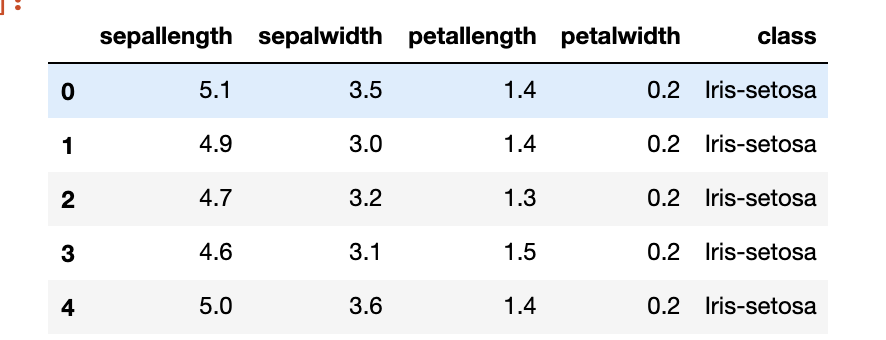 ]:
sepallength sepalwidth petallength petalwidth class
0 5.1 3.5 1.4 0.2 Iris-setosa
1 4.9 3.0 1.4 0.2 Iris-setosa
2 4.7 3.2 1.3 0.2 Iris-setosa
3 4.6 3.1 1.5 0.2 Iris-setosa
4 5.0 3.6 1.4 0.2 Iris-setosa